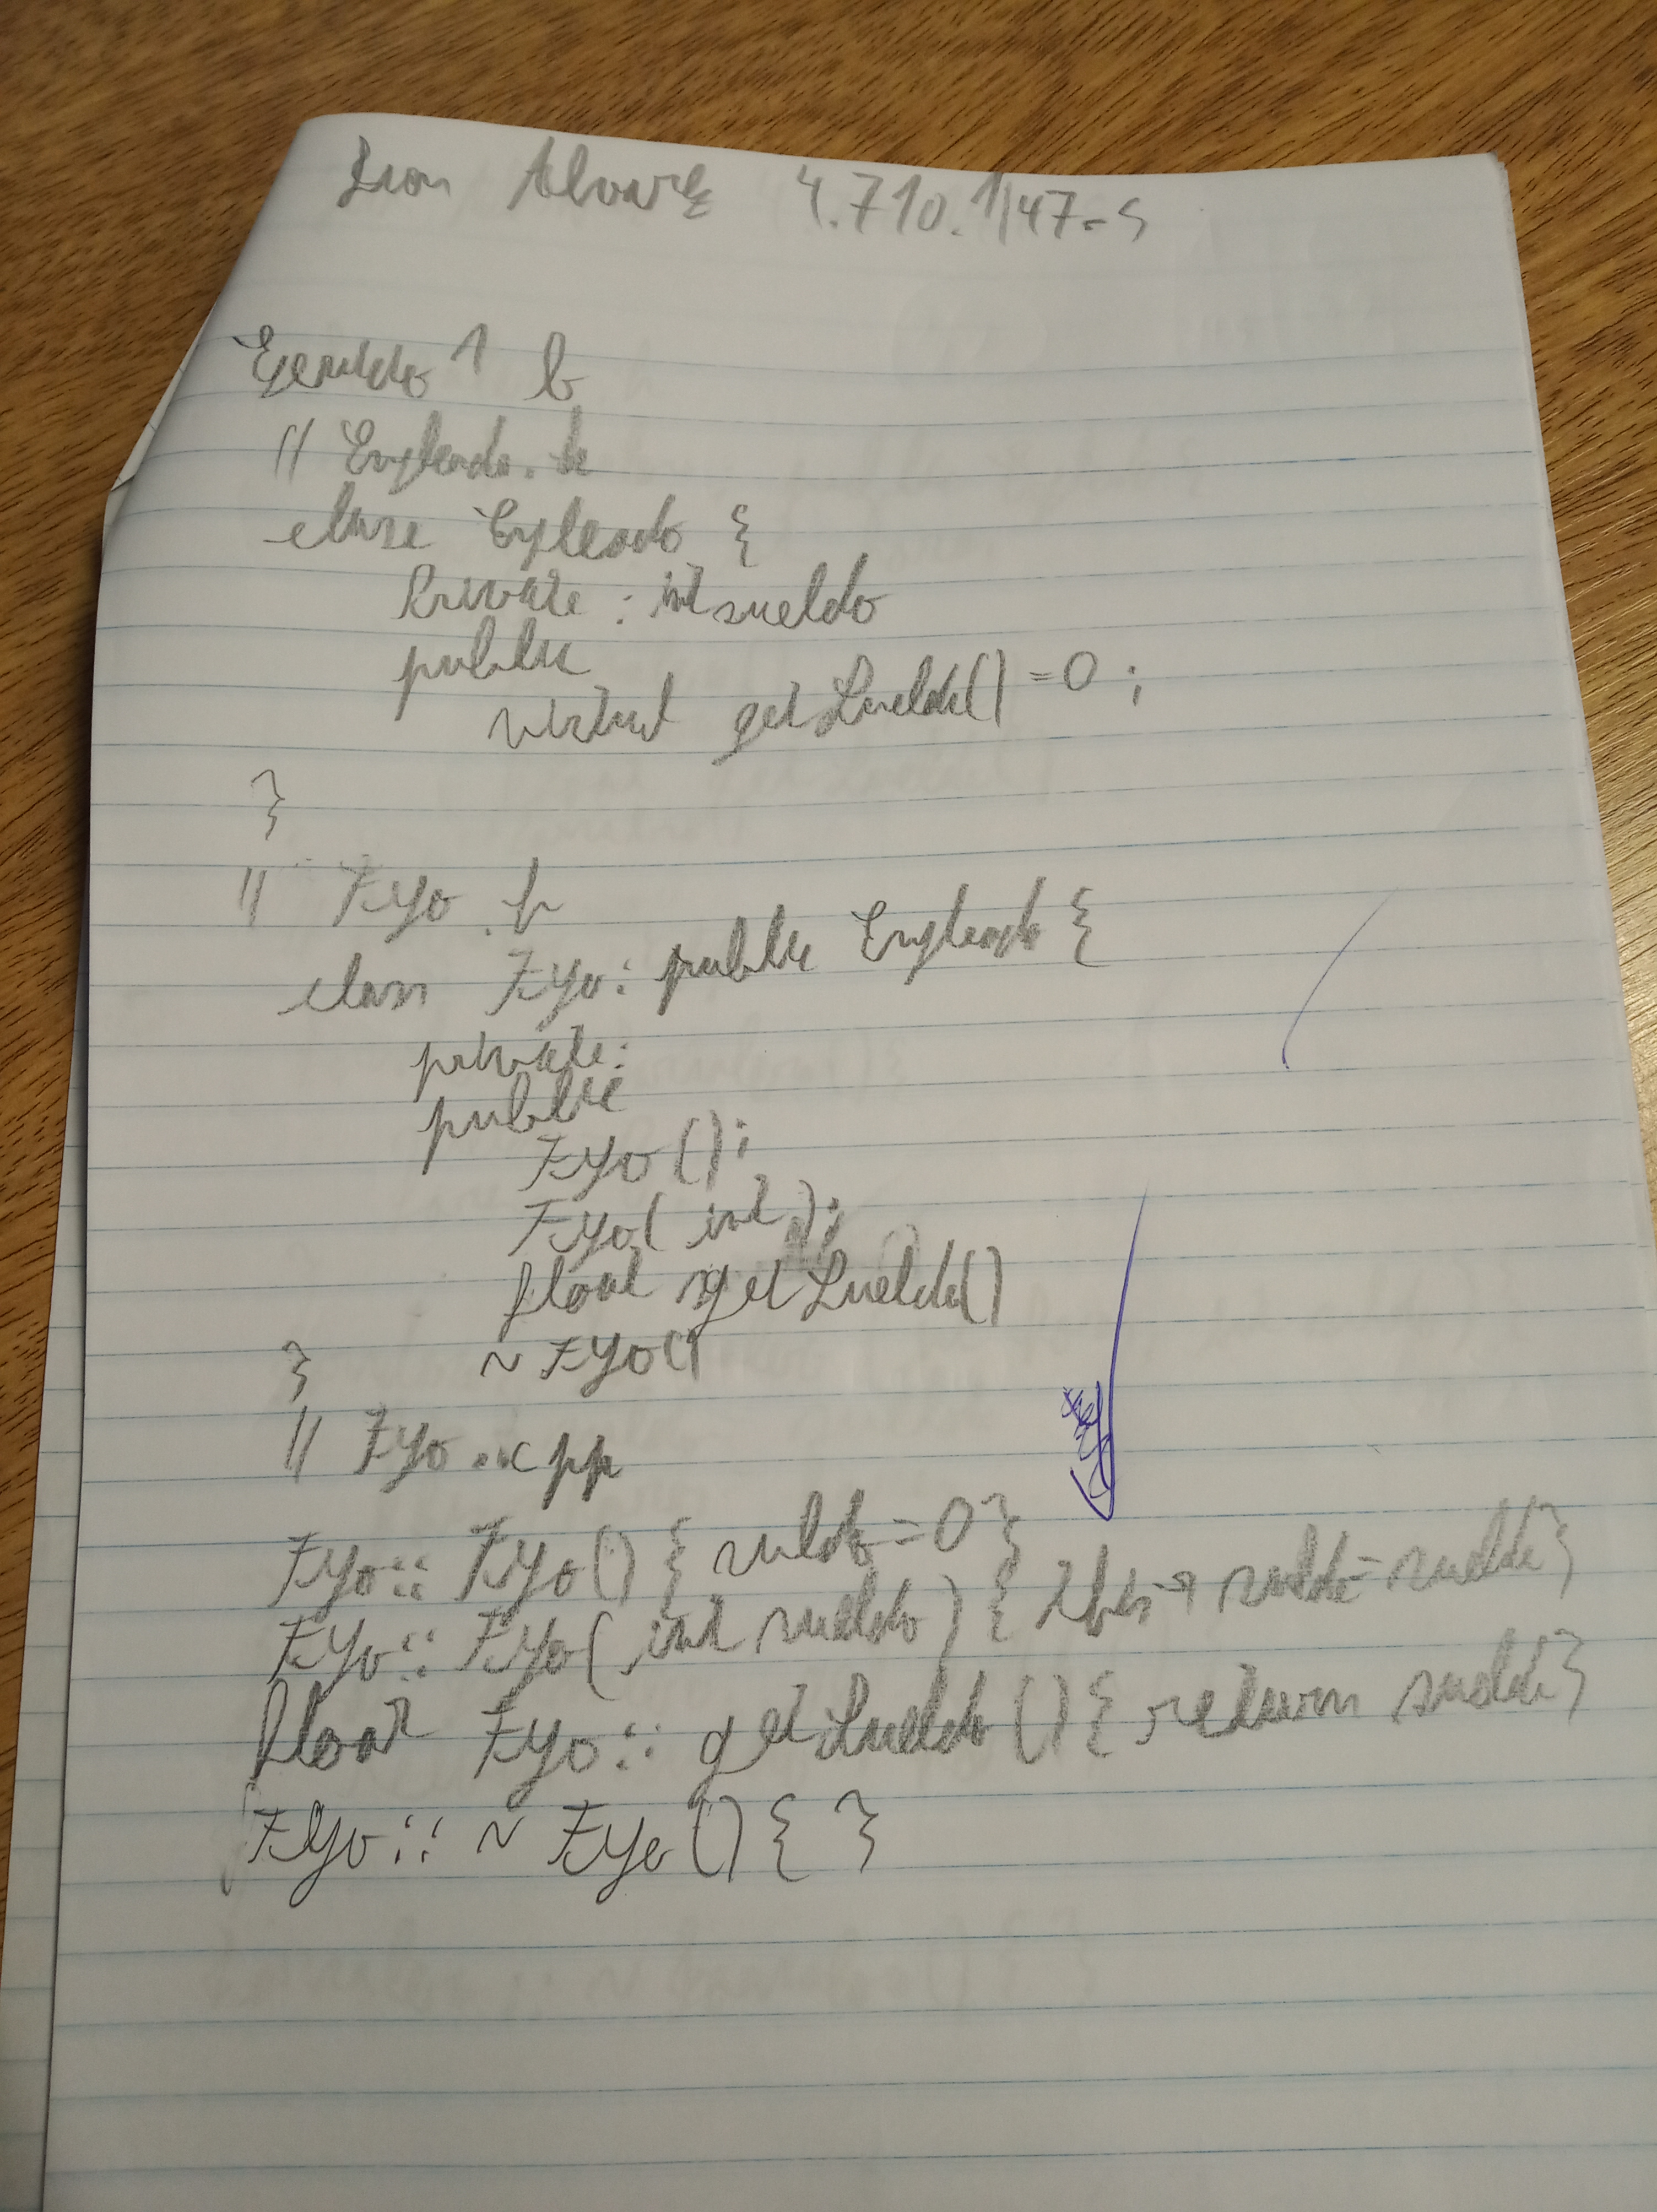 Alvarez 4.710.147-5
Ejercicio 1 b
// Empleado.h
class Empleado {
Private : int sueldo
public
virtual getSueldo() = 0 ;
}
// Fijo.h
class Fijo : public Empleado {
private:
public
Fijo();
Fijo( int );
float getSueldo()
~ Fijo()
}
// Fijo.cpp
Fijo:: Fijo() { sueldo = 0 }
Fijo:: Fijo( int sueldo ) { this -> sueldo = sueldo }
float Fijo:: getSueldo () { return sueldo }
Fijo:: ~ Fijo () { }